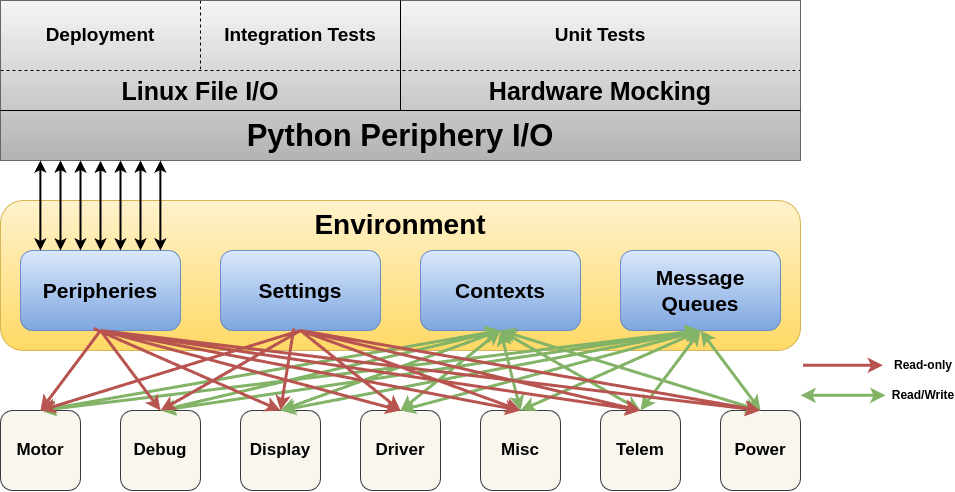 Deployment
Integration Tests
Unit Tests
Linux File I/O
Hardware Mocking
Python Periphery I/O
Environment
Peripheries
Settings
Contexts
Message
Queues
Read-only
Read/Write
Motor
Debug
Display
Driver
Misc
Telem
Power